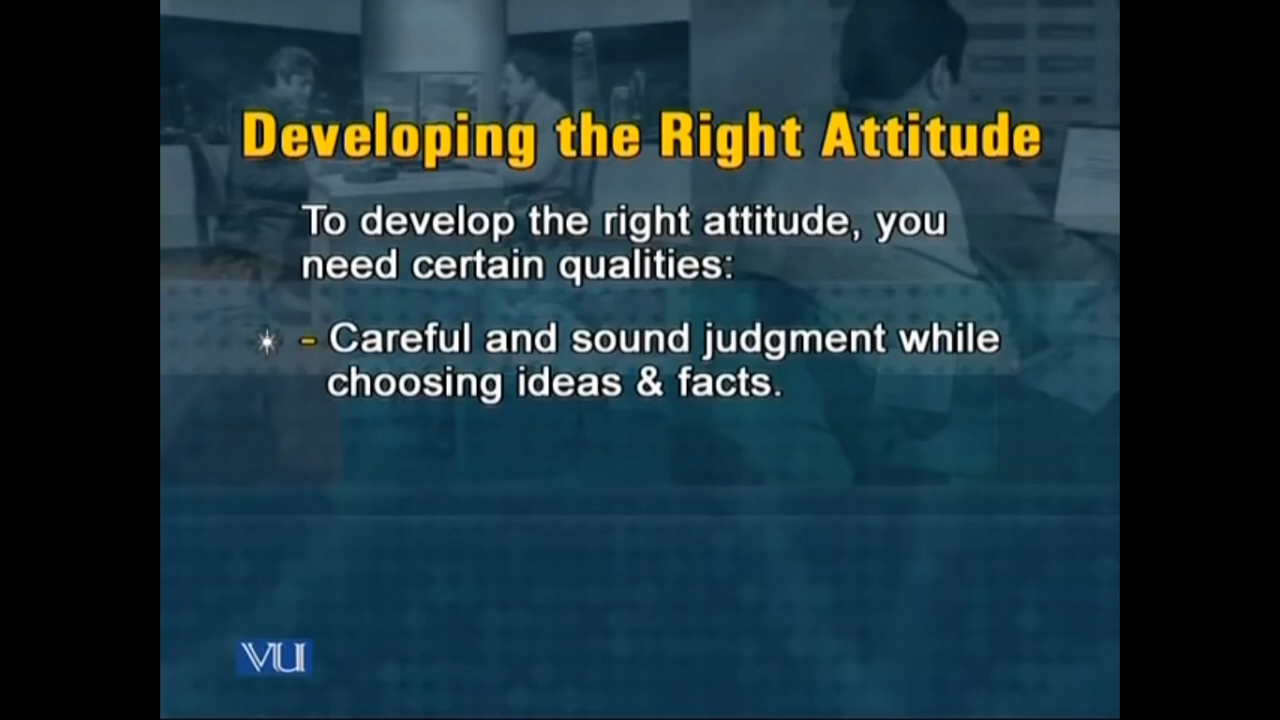 Developing the Right Attitude
To develop the right attitude, you
need certain qualities:
- Careful and sound judgment while
choosing ideas & facts.
VU